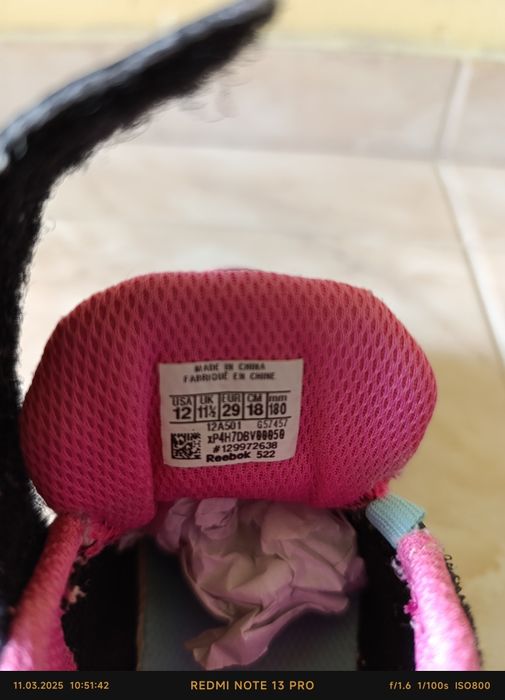 MADE IN CHINA
FABRIQUÉ EN CHINE
USA UK EUR CM mm
12 11½ 29 18 180
12A501 G57457
xP4H7DBV00050
#129972638
Reebok 522
11.03.2025 10:51:42 REDMI NOTE 13 PRO f/1.6 1/100s ISO800